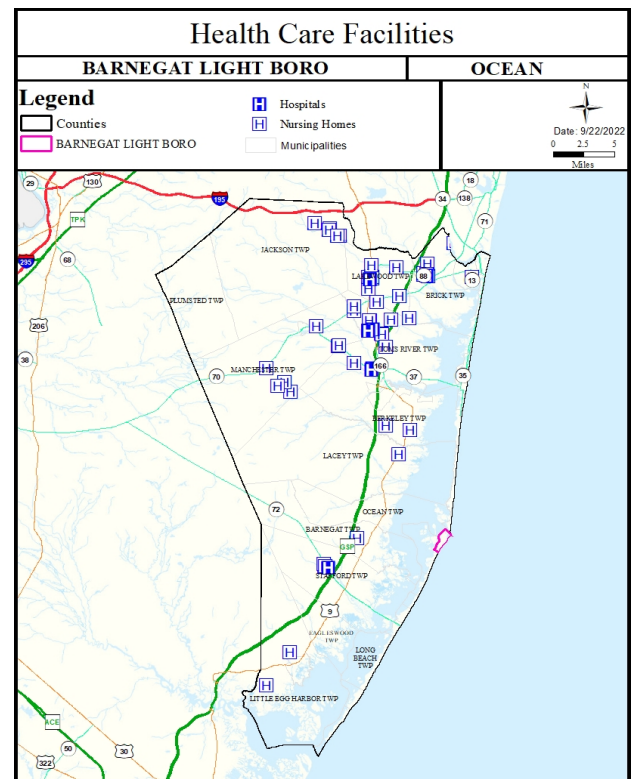 Health Care Facilities
BARNEGAT LIGHT BORO
OCEAN
Legend
Counties
BARNEGAT LIGHT BORO
H Hospitals
H Nursing Homes
Municipalities
N
Date: 9/22/2022
0 2.5 5
Miles
29
130
195
18
34
138
TPK
71
JACKSON TWP
295
68
LAKEWOOD TWP
88
13
PLUMSTED TWP
BRICK TWP
206
TOMS RIVER TWP
38
MANCHESTER TWP
166
70
37
35
BERKELEY TWP
LACEY TWP
72
OCEAN TWP
BARNEGAT TWP
GSP
STAFFORD TWP
9
EAGLESWOOD
TWP
LONG
BEACH
TWP
LITTLE EGG HARBOR TWP
ACE
50
30
322